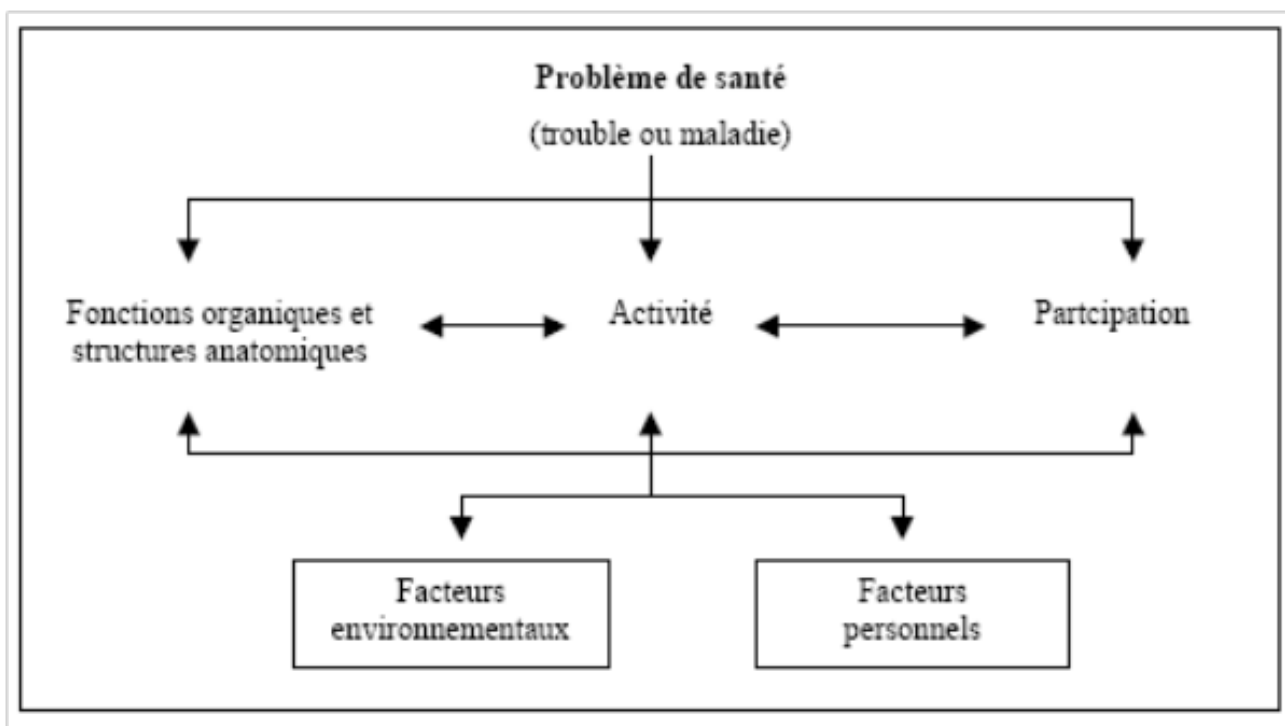 Problème de santé
(trouble ou maladie)
Fonctions organiques et
structures anatomiques
Activité
Partcipation
Facteurs
environnementaux
Facteurs
personnels